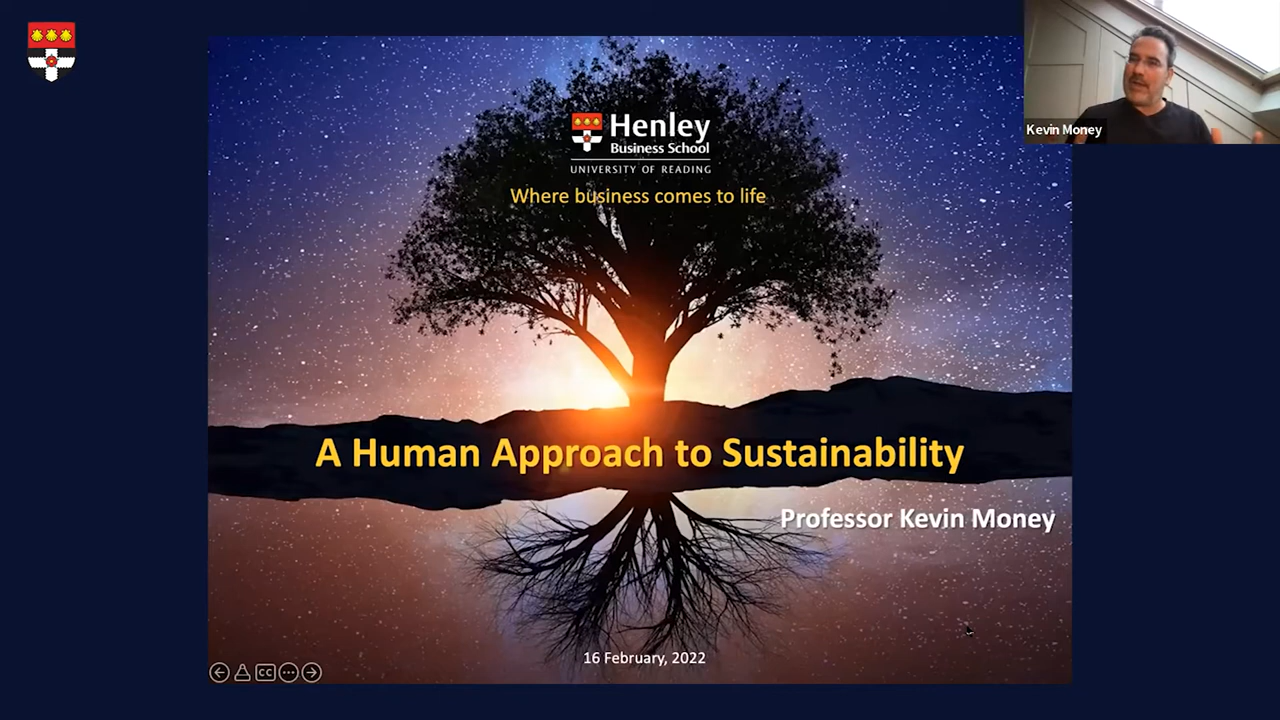 Henley
Business School
UNIVERSITY OF READING
Where business comes to life
Kevin Money
A Human Approach to Sustainability
Professor Kevin Money
16 February, 2022
CC